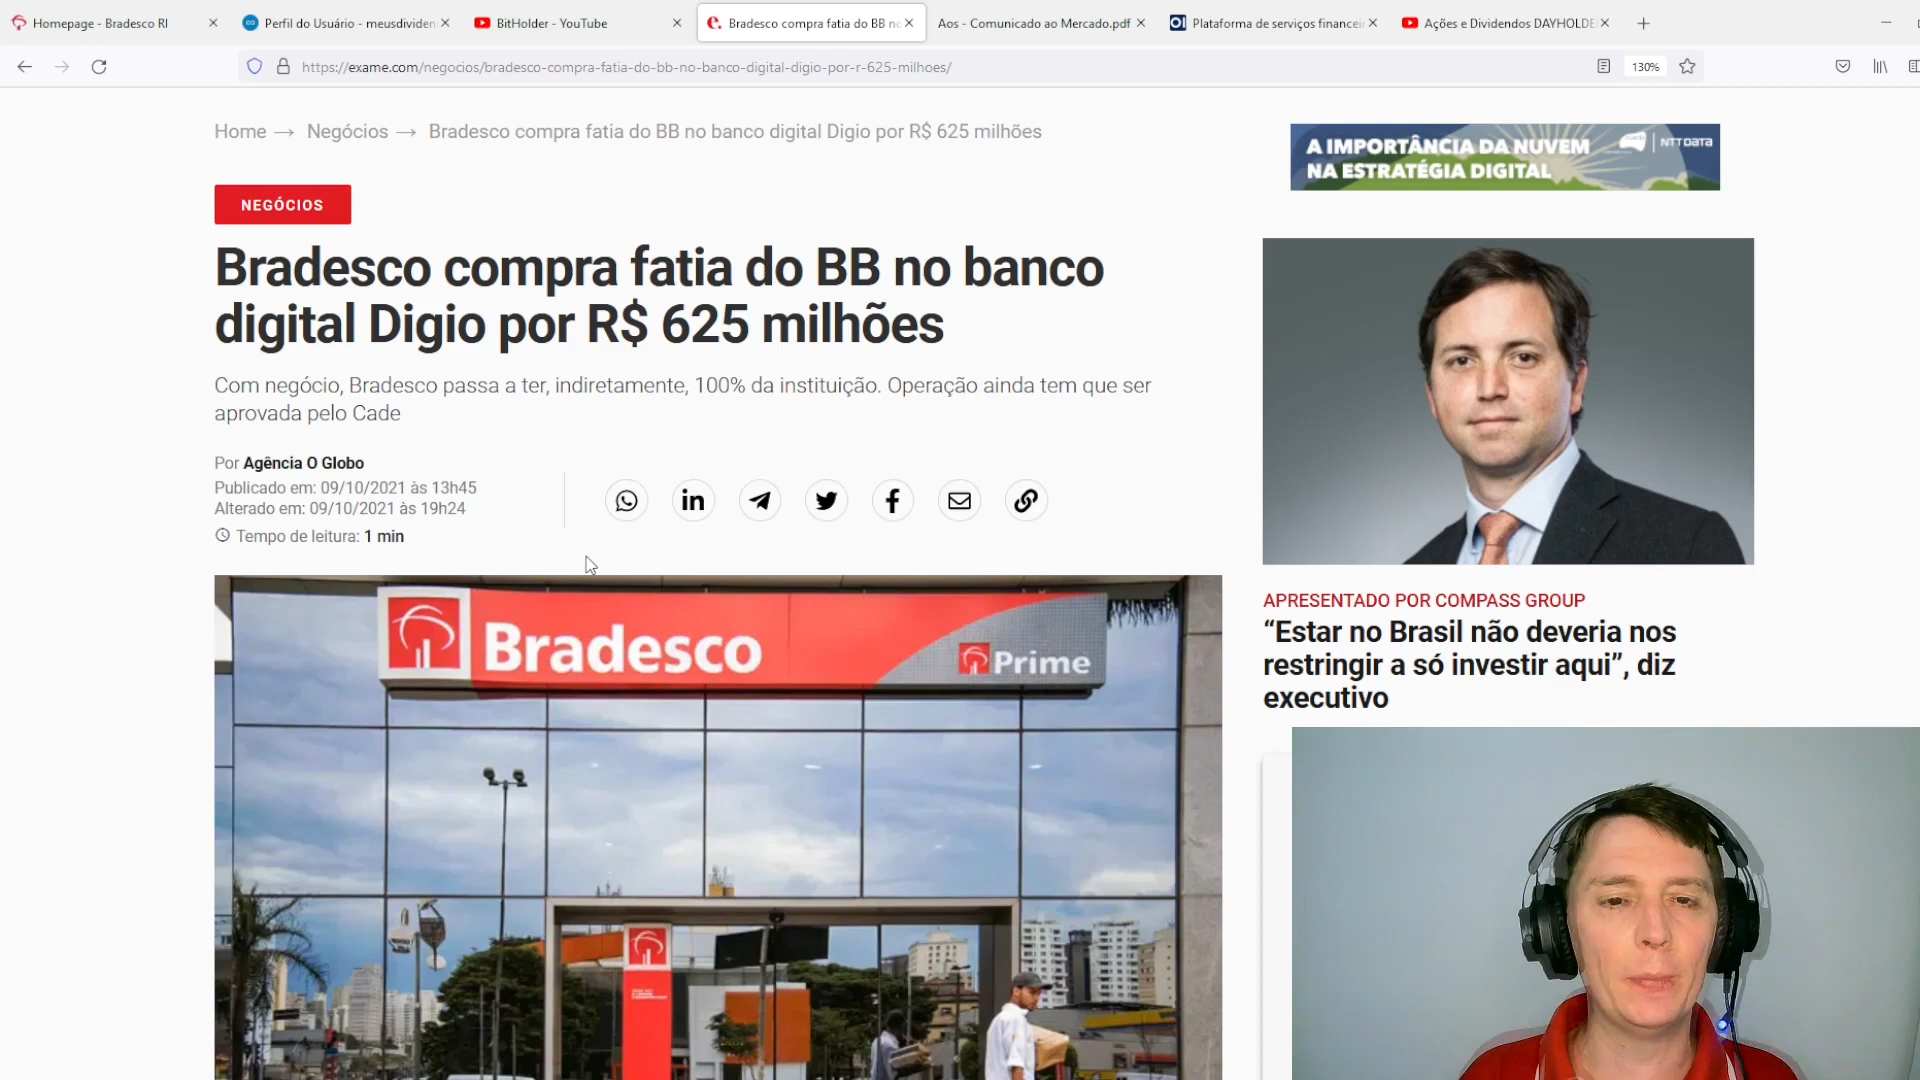 Homepage - Bradesco RI
Perfil do Usuário - meusdividen
BitHolder - YouTube
Bradesco compra fatia do BB no
Aos - Comunicado ao Mercado.pdf
Plataforma de serviços financei
Ações e Dividendos DAYHOLDE
https://exame.com/negocios/bradesco-compra-fatia-do-bb-no-banco-digital-digio-por-r-625-milhoes/
130%
Home → Negócios → Bradesco compra fatia do BB no banco digital Digio por R$ 625 milhões
NEGÓCIOS
Bradesco compra fatia do BB no banco
digital Digio por R$ 625 milhões
Com negócio, Bradesco passa a ter, indiretamente, 100% da instituição. Operação ainda tem que ser
aprovada pelo Cade
Por Agência O Globo
Publicado em: 09/10/2021 às 13h45
Alterado em: 09/10/2021 às 19h24
Tempo de leitura: 1 min
Bradesco
Prime
A IMPORTÂNCIA DA NUVEM
NA ESTRATÉGIA DIGITAL
NTT DATA
APRESENTADO POR COMPASS GROUP
“Estar no Brasil não deveria nos
restringir a só investir aqui”, diz
executivo